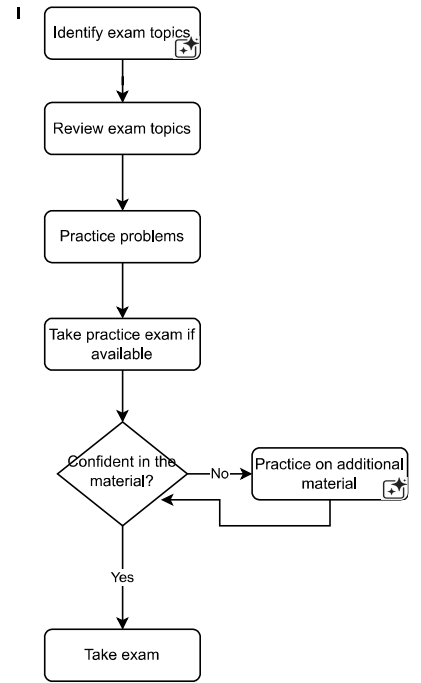 Identify exam topics
Review exam topics
Practice problems
Take practice exam if
available
Confident in the
material?
No
Practice on additional
material
Yes
Take exam